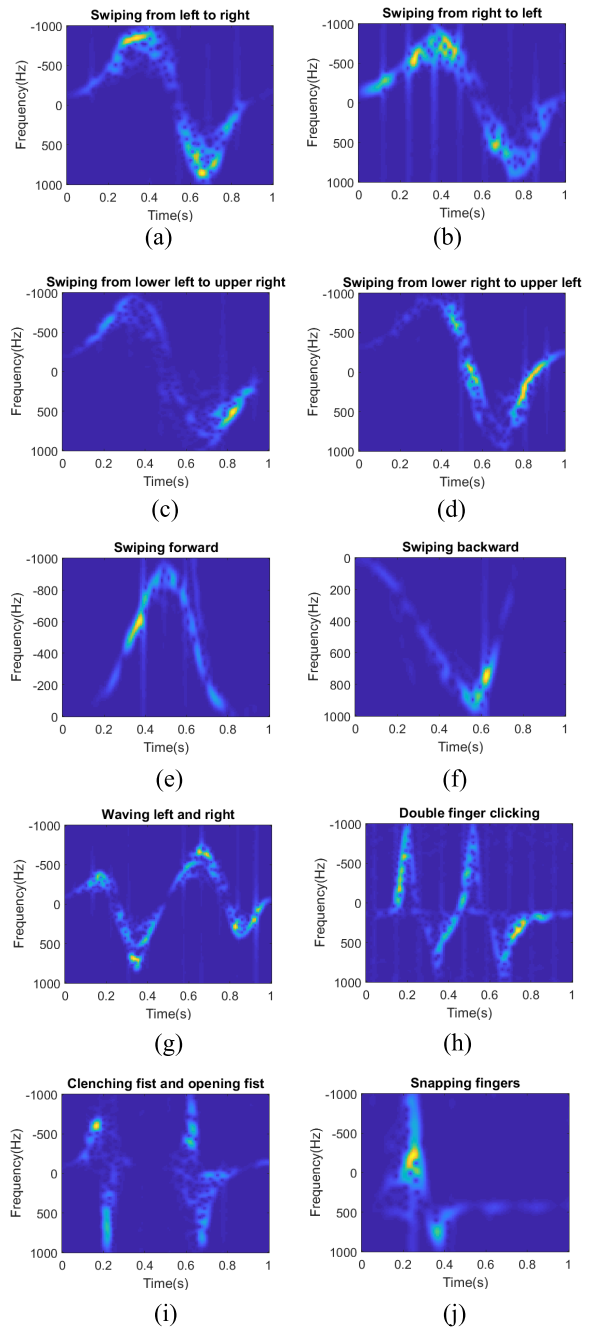 Swiping from left to right
-1000
-500
0
500
1000
Frequency(Hz)
0 0.2 0.4 0.6 0.8 1
Time(s)
(a)
Swiping from right to left
-1000
-500
0
500
1000
Frequency(Hz)
0 0.2 0.4 0.6 0.8 1
Time(s)
(b)
Swiping from lower left to upper right
-1000
-500
0
500
1000
Frequency(Hz)
0 0.2 0.4 0.6 0.8 1
Time(s)
(c)
Swiping from lower right to upper left
-1000
-500
0
500
1000
Frequency(Hz)
0 0.2 0.4 0.6 0.8 1
Time(s)
(d)
Swiping forward
-1000
-800
-600
-400
-200
0
Frequency(Hz)
0 0.2 0.4 0.6 0.8 1
Time(s)
(e)
Swiping backward
0
200
400
600
800
1000
Frequency(Hz)
0 0.2 0.4 0.6 0.8 1
Time(s)
(f)
Waving left and right
-1000
-500
0
500
1000
Frequency(Hz)
0 0.2 0.4 0.6 0.8 1
Time(s)
(g)
Double finger clicking
-1000
-500
0
500
1000
Frequency(Hz)
0 0.2 0.4 0.6 0.8 1
Time(s)
(h)
Clenching fist and opening fist
-1000
-500
0
500
1000
Frequency(Hz)
0 0.2 0.4 0.6 0.8 1
Time(s)
(i)
Snapping fingers
-1000
-500
0
500
1000
Frequency(Hz)
0 0.2 0.4 0.6 0.8 1
Time(s)
(j)